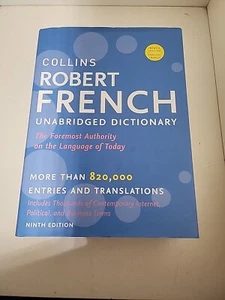 COLLINS
ROBERT
FRENCH
UNABRIDGED DICTIONARY
The Foremost Authority
on the Language of Today
MORE THAN 820,000
ENTRIES AND TRANSLATIONS
Includes Thousands of Contemporary Internet,
Political, and Business Terms
NINTH EDITION